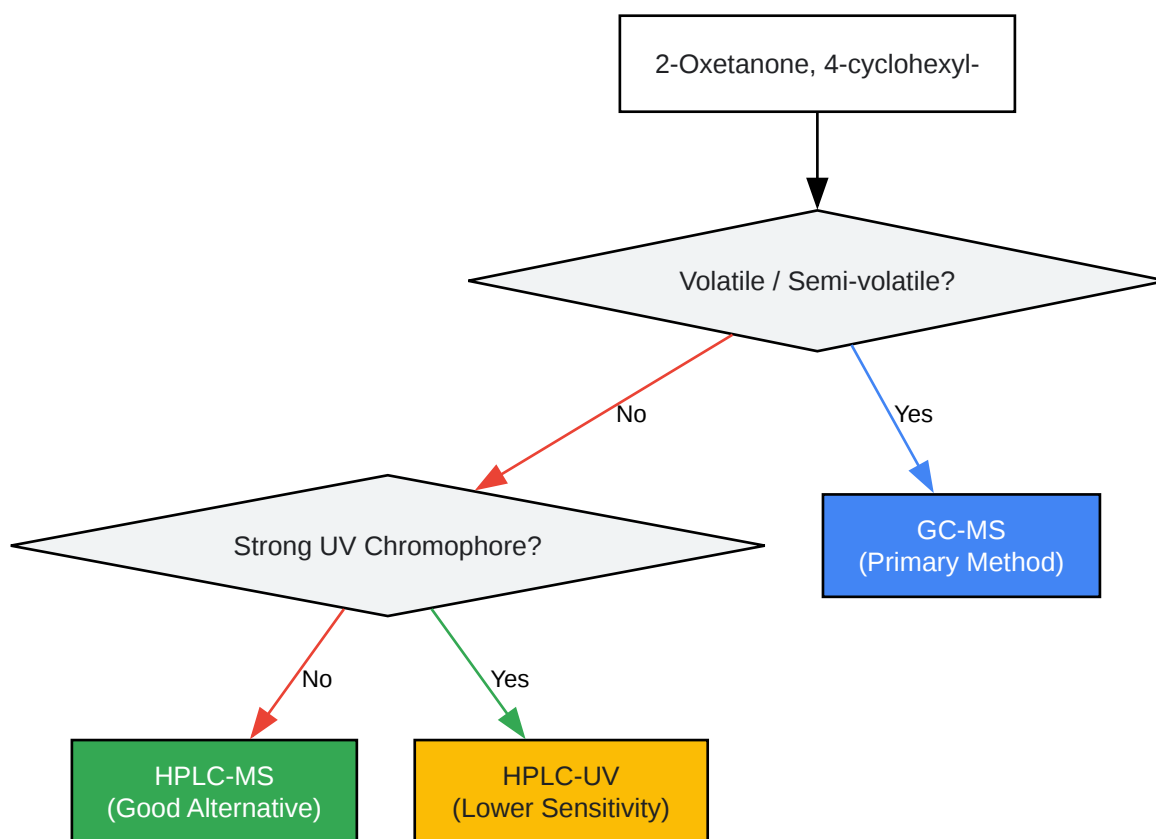 2-Oxetanone, 4-cyclohexyl-
Volatile / Semi-volatile?
No
Yes
Strong UV Chromophore?
GC-MS
(Primary Method)
No
Yes
HPLC-MS
(Good Alternative)
HPLC-UV
(Lower Sensitivity)